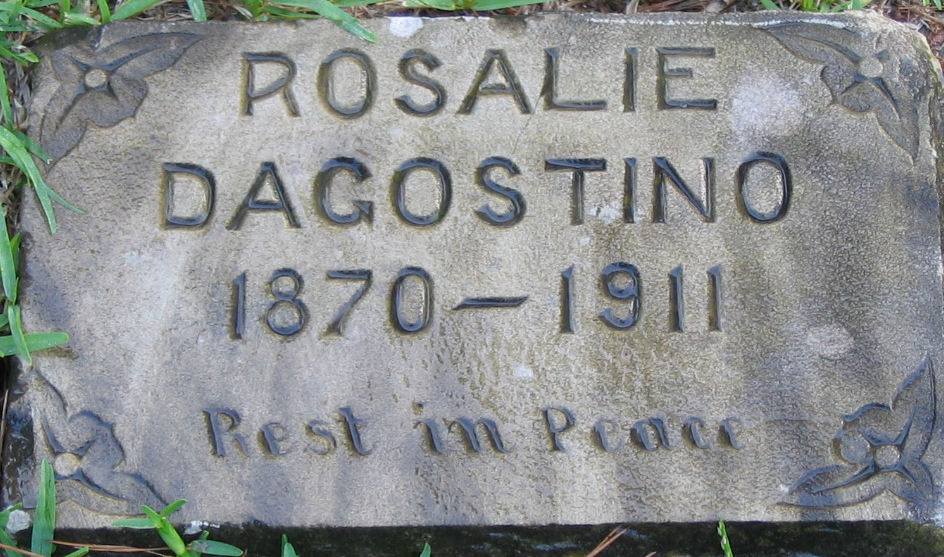 ROSALIE
DAGOSTINO
1870-1911
Rest in Peace